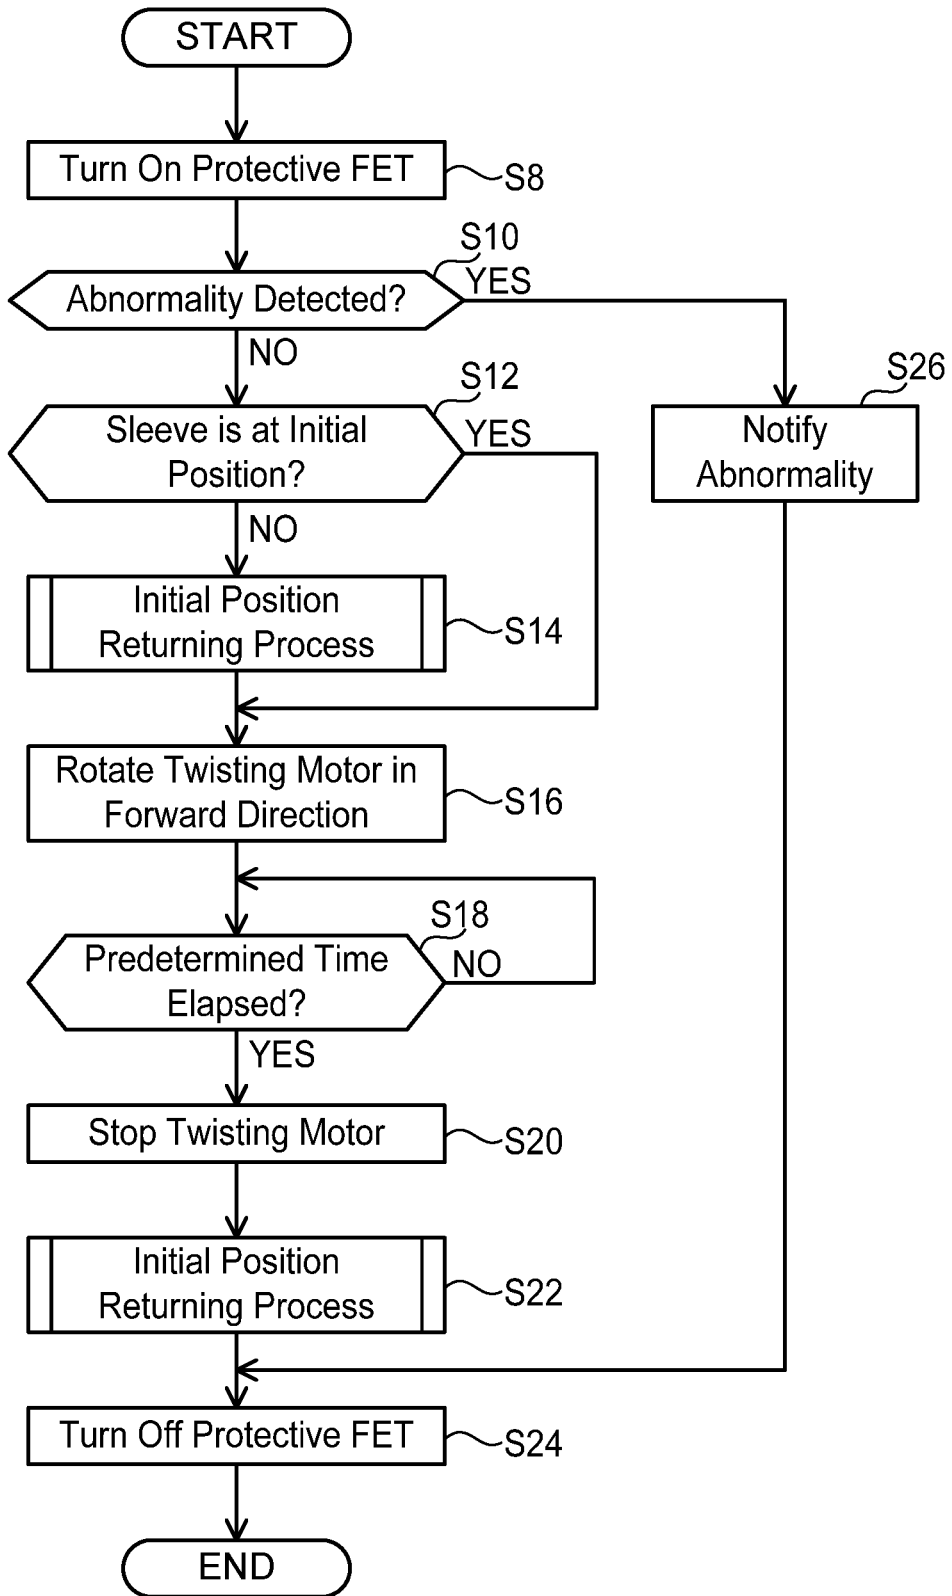 START
Turn On Protective FET
S8
S10
Abnormality Detected?
YES
NO
S12
Sleeve is at Initial
Position?
YES
NO
S26
Notify
Abnormality
Initial Position
Returning Process
S14
Rotate Twisting Motor in
Forward Direction
S16
S18
Predetermined Time
Elapsed?
NO
YES
Stop Twisting Motor
S20
Initial Position
Returning Process
S22
Turn Off Protective FET
S24
END